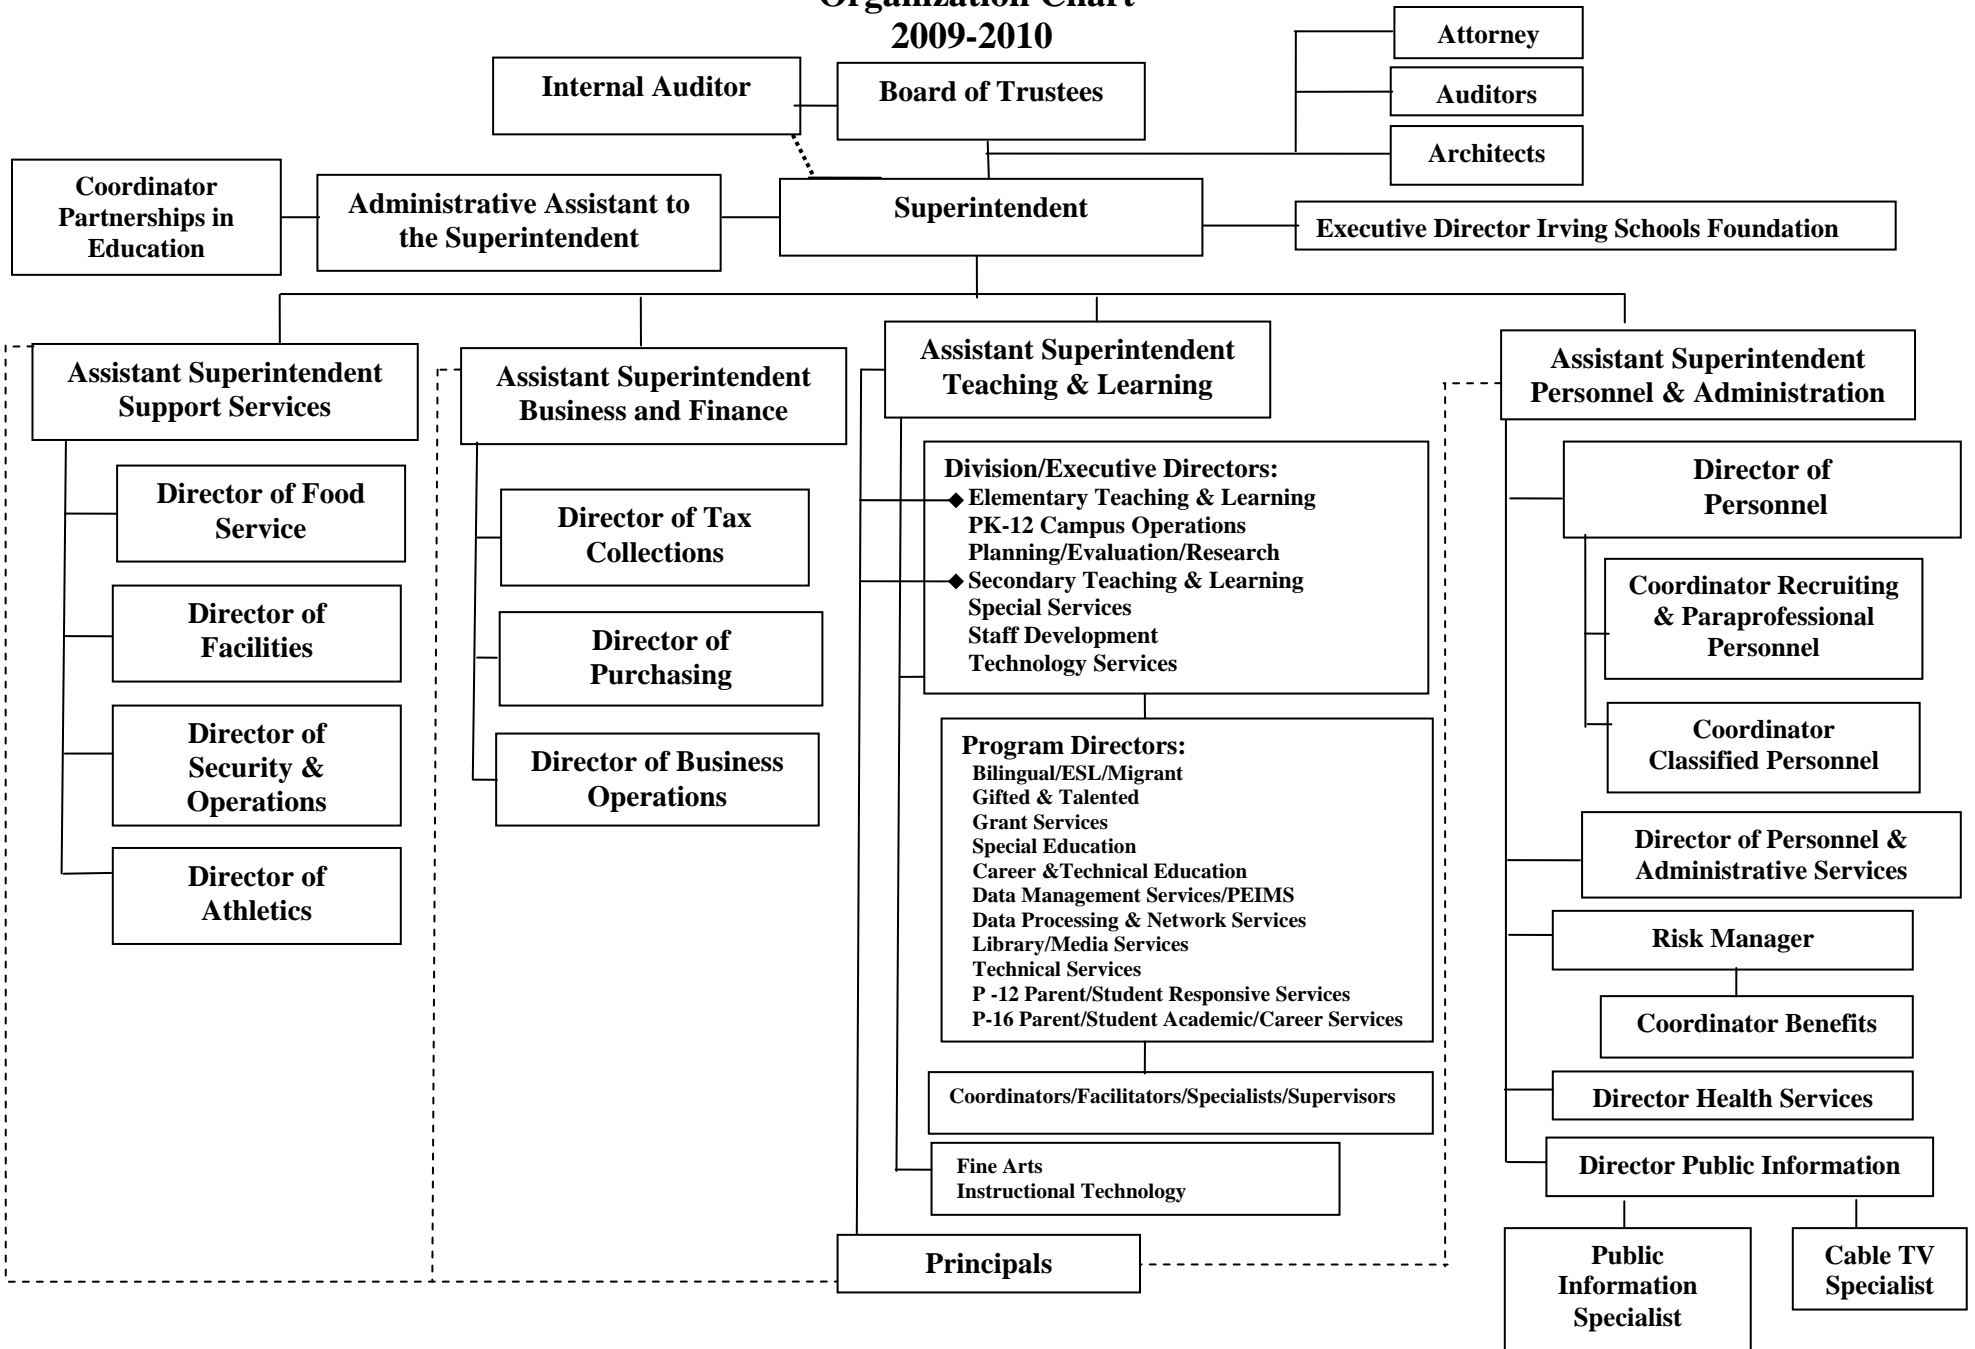 Organization Chart
2009-2010
Attorney
Internal Auditor
Board of Trustees
Auditors
Architects
Coordinator
Partnerships in
Education
Administrative Assistant to
the Superintendent
Superintendent
Executive Director Irving Schools Foundation
Assistant Superintendent
Support Services
Director of Food
Service
Director of
Facilities
Director of
Security &
Operations
Director of
Athletics
Assistant Superintendent
Business and Finance
Director of Tax
Collections
Director of
Purchasing
Director of Business
Operations
Assistant Superintendent
Teaching & Learning
Division/Executive Directors:
Elementary Teaching & Learning
PK-12 Campus Operations
Planning/Evaluation/Research
Secondary Teaching & Learning
Special Services
Staff Development
Technology Services
Program Directors:
Bilingual/ESL/Migrant
Gifted & Talented
Grant Services
Special Education
Career &Technical Education
Data Management Services/PEIMS
Data Processing & Network Services
Library/Media Services
Technical Services
P -12 Parent/Student Responsive Services
P-16 Parent/Student Academic/Career Services
Coordinators/Facilitators/Specialists/Supervisors
Fine Arts
Instructional Technology
Principals
Assistant Superintendent
Personnel & Administration
Director of
Personnel
Coordinator Recruiting
& Paraprofessional
Personnel
Coordinator
Classified Personnel
Director of Personnel &
Administrative Services
Risk Manager
Coordinator Benefits
Director Health Services
Director Public Information
Public
Information
Specialist
Cable TV
Specialist